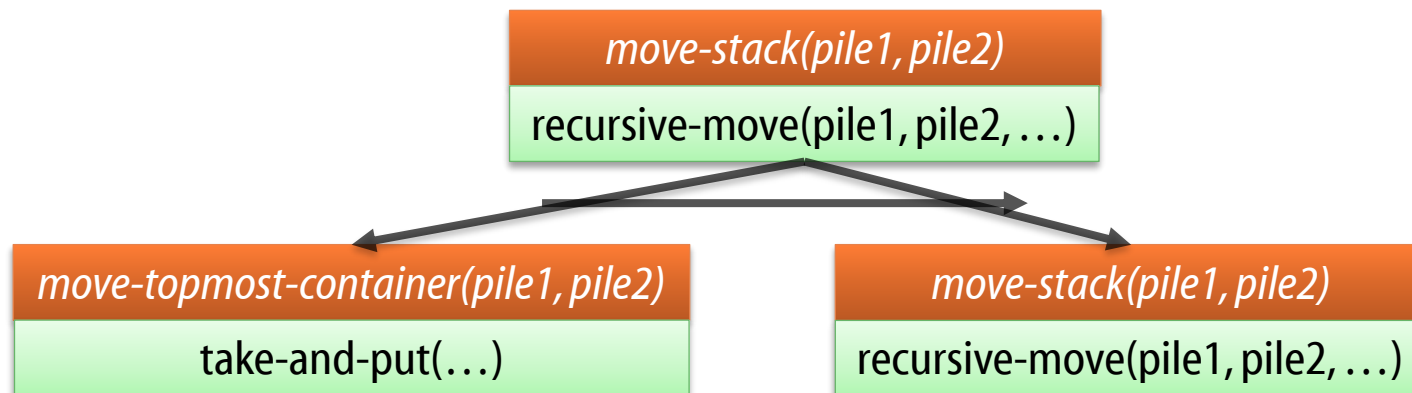 move-stack(pile1, pile2)
recursive-move(pile1, pile2, …)
move-topmost-container(pile1, pile2)
take-and-put(…)
move-stack(pile1, pile2)
recursive-move(pile1, pile2, …)